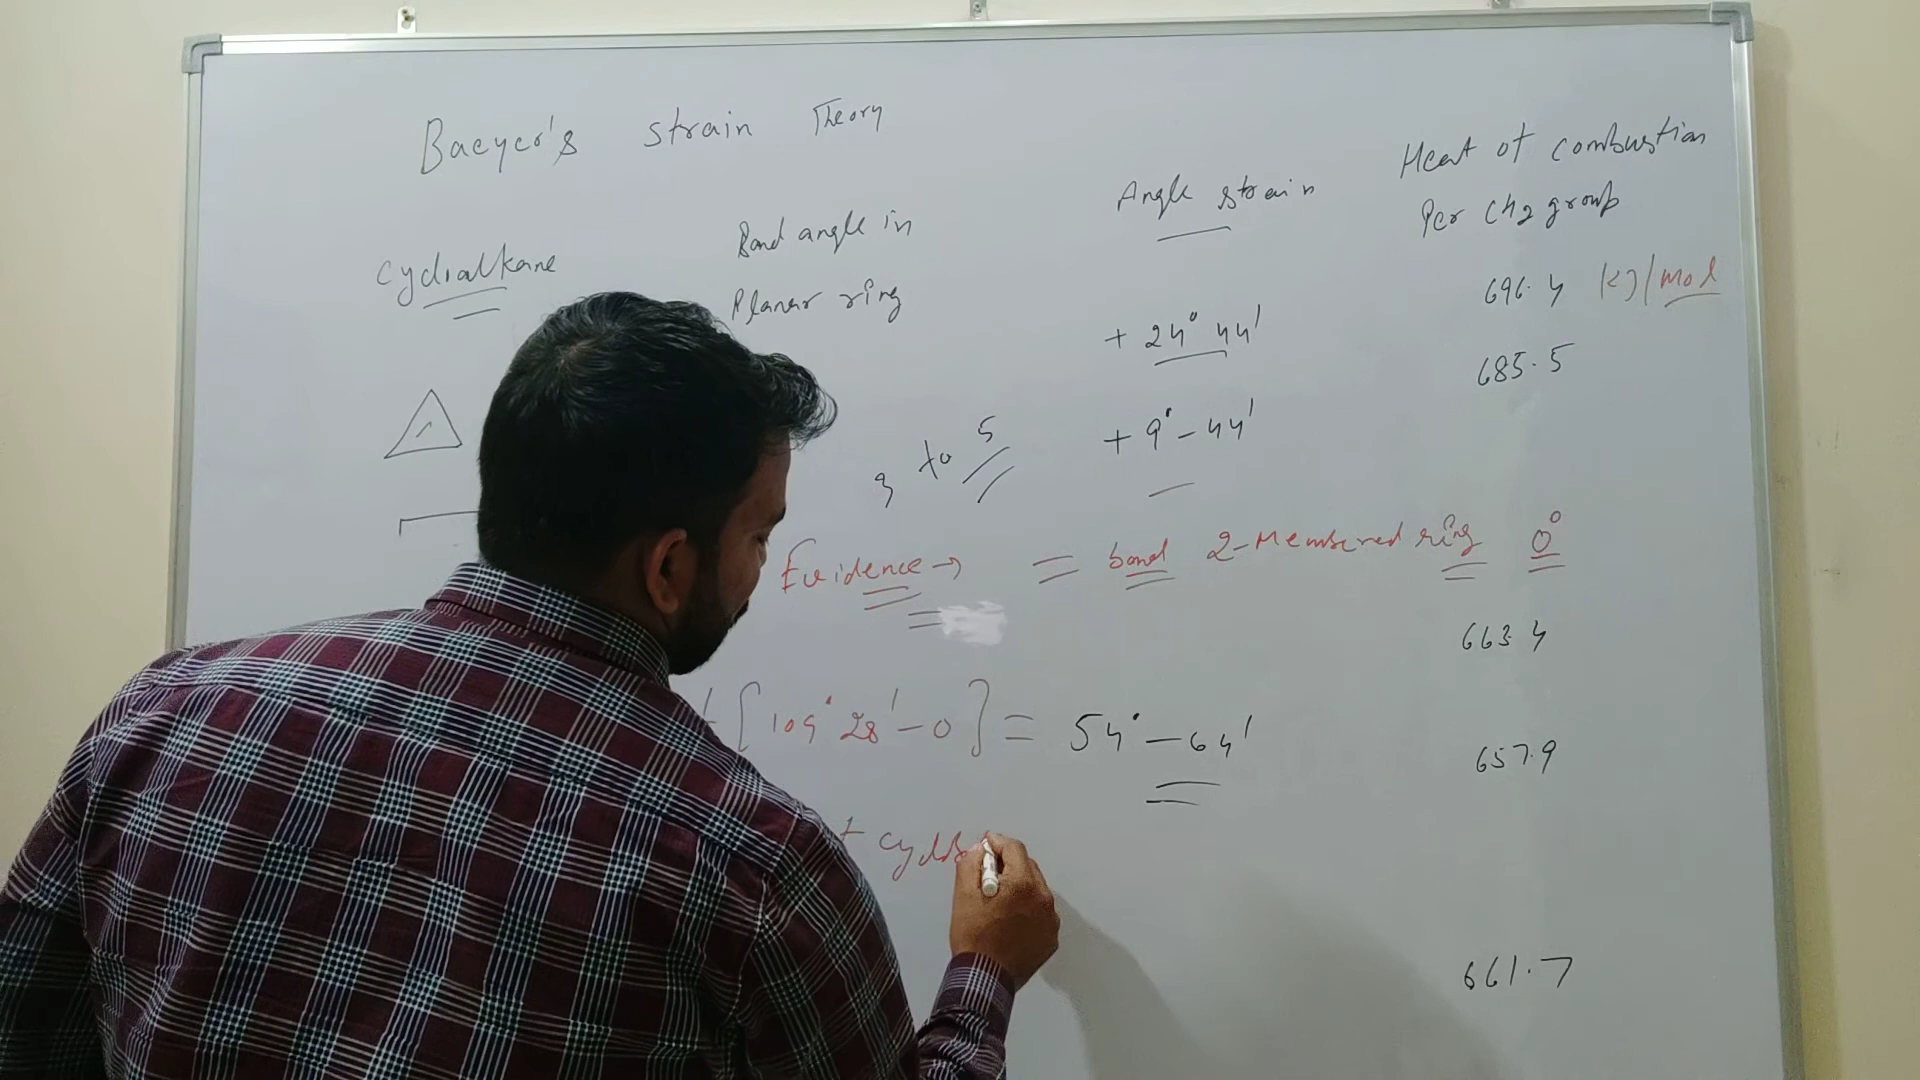 Baeyer's strain Theory
Heat of combustion
Per CH2 group
Angle strain
Bond angle in
Planar ring
Cycloalkane
696.4 KJ/mol
+ 24° 44'
685.5
+ 9° - 44'
3 to 5
Evidence → = bond 2-Membered ring 0°
663.4
[109° 28' - 0] = 54° - 64'
657.9
661.7